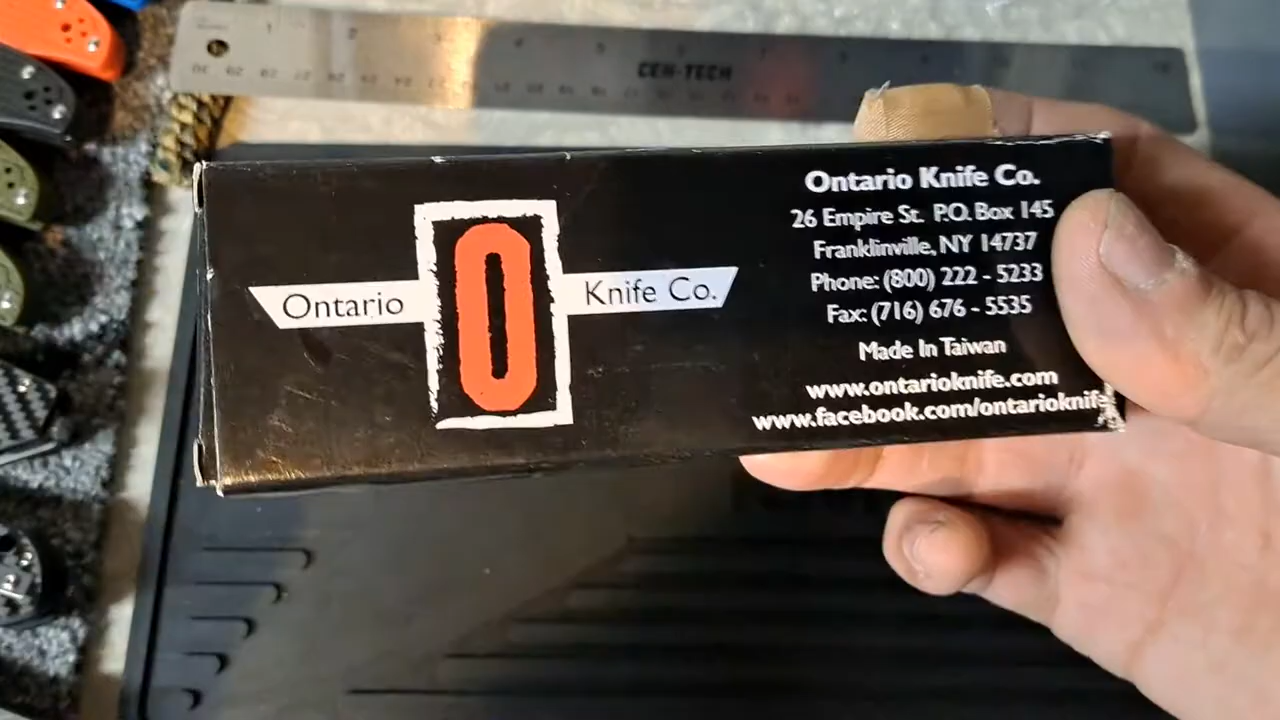 CEN-TECH
Ontario
Knife Co.
Ontario Knife Co.
26 Empire St. P.O. Box 145
Franklinville, NY 14737
Phone: (800) 222 - 5233
Fax: (716) 676 - 5535
Made In Taiwan
www.ontarioknife.com
www.facebook.com/ontarioknife